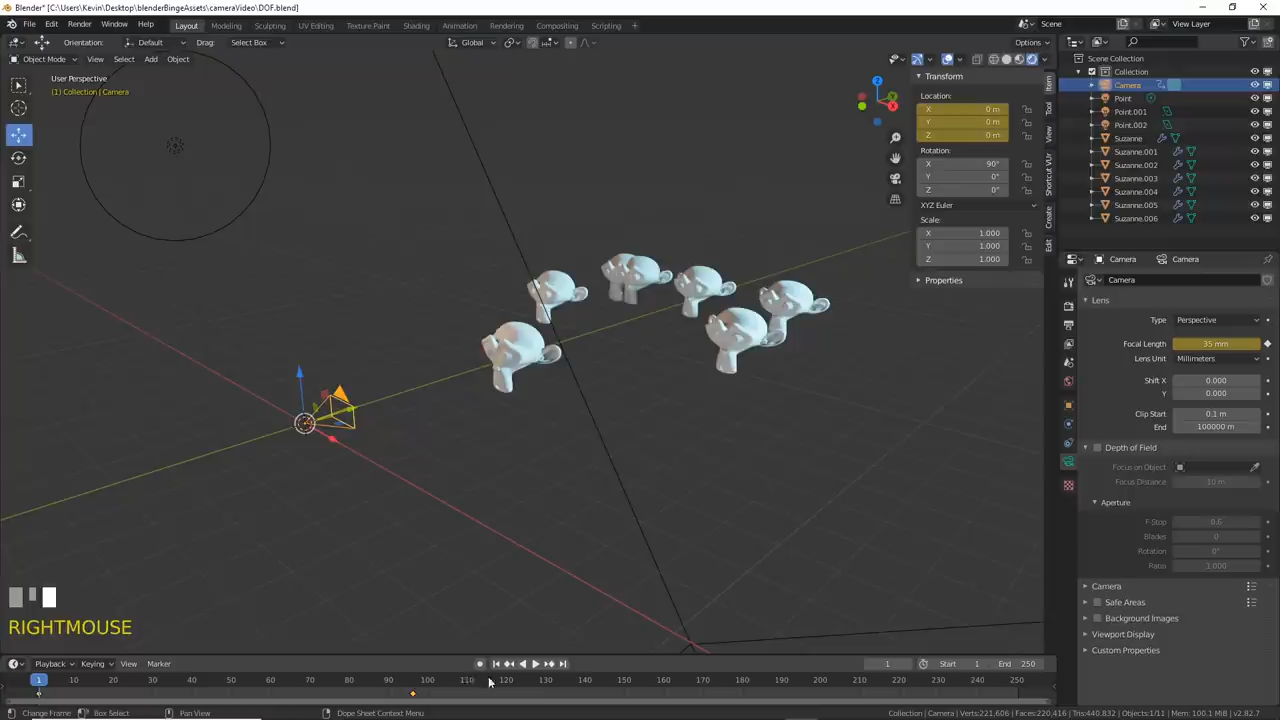 Blender* [C:\Users\Kevin\Desktop\blenderBingeAssets\cameraVideo\DOF.blend]
File Edit Render Window Help Layout Modeling Sculpting UV Editing Texture Paint Shading Animation Rendering Compositing Scripting Scene View Layer
Orientation: Default Drag: Select Box Global Options
Object Mode View Select Add Object
User Perspective
(1) Collection | Camera
Z
Y
X
Transform
Location:
X 0 m
Y 0 m
Z 0 m
Rotation:
X 90°
Y 0°
Z 0°
XYZ Euler
Scale:
X 1.000
Y 1.000
Z 1.000
Properties
Item
Tool
View
Shortcut VUr
Create
Edit
Scene Collection
Collection
Camera
Point
Point.001
Point.002
Suzanne
Suzanne.001
Suzanne.002
Suzanne.003
Suzanne.004
Suzanne.005
Suzanne.006
Camera Camera
Camera
Lens
Type Perspective
Focal Length 35 mm
Lens Unit Millimeters
Shift X 0.000
Y 0.000
Clip Start 0.1 m
End 100000 m
Depth of Field
Focus on Object
Focus Distance 10 m
Aperture
F-Stop 0.6
Blades 0
Rotation 0°
Ratio 1.000
Camera
Safe Areas
Background Images
Viewport Display
Custom Properties
RIGHTMOUSE
Playback Keying View Marker 1 Start 1 End 250
1 10 20 30 40 50 60 70 80 90 100 110 120 130 140 150 160 170 180 190 200 210 220 230 240 250
Change Frame Box Select Pan View Dope Sheet Context Menu Collection | Camera | Verts:221,606 | Faces:220,416 | Tris:440,832 | Objects:1/11 | Mem: 100.1 MiB | v2.82.7